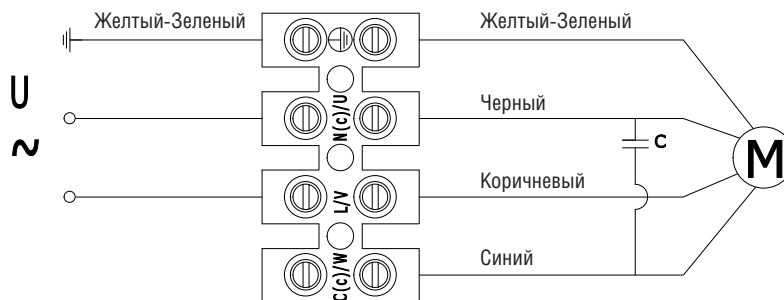 Желтый-Зеленый
Желтый-Зеленый
U
~
N(c)/U
Черный
C
M
L/V
Коричневый
C(c)/W
Синий